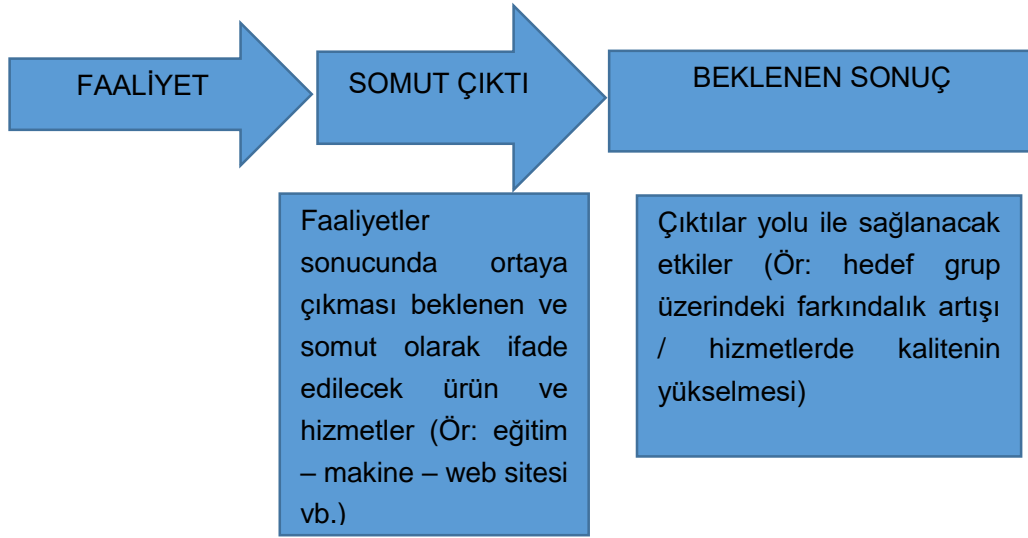 FAALİYET
SOMUT ÇIKTI
BEKLENEN SONUÇ
Faaliyetler
sonucunda ortaya
çıkması beklenen ve
somut olarak ifade
edilecek ürün ve
hizmetler (Ör: eğitim
– makine – web sitesi
vb.)
Çıktılar yolu ile sağlanacak
etkiler (Ör: hedef grup
üzerindeki farkındalık artışı
/ hizmetlerde kalitenin
yükselmesi)